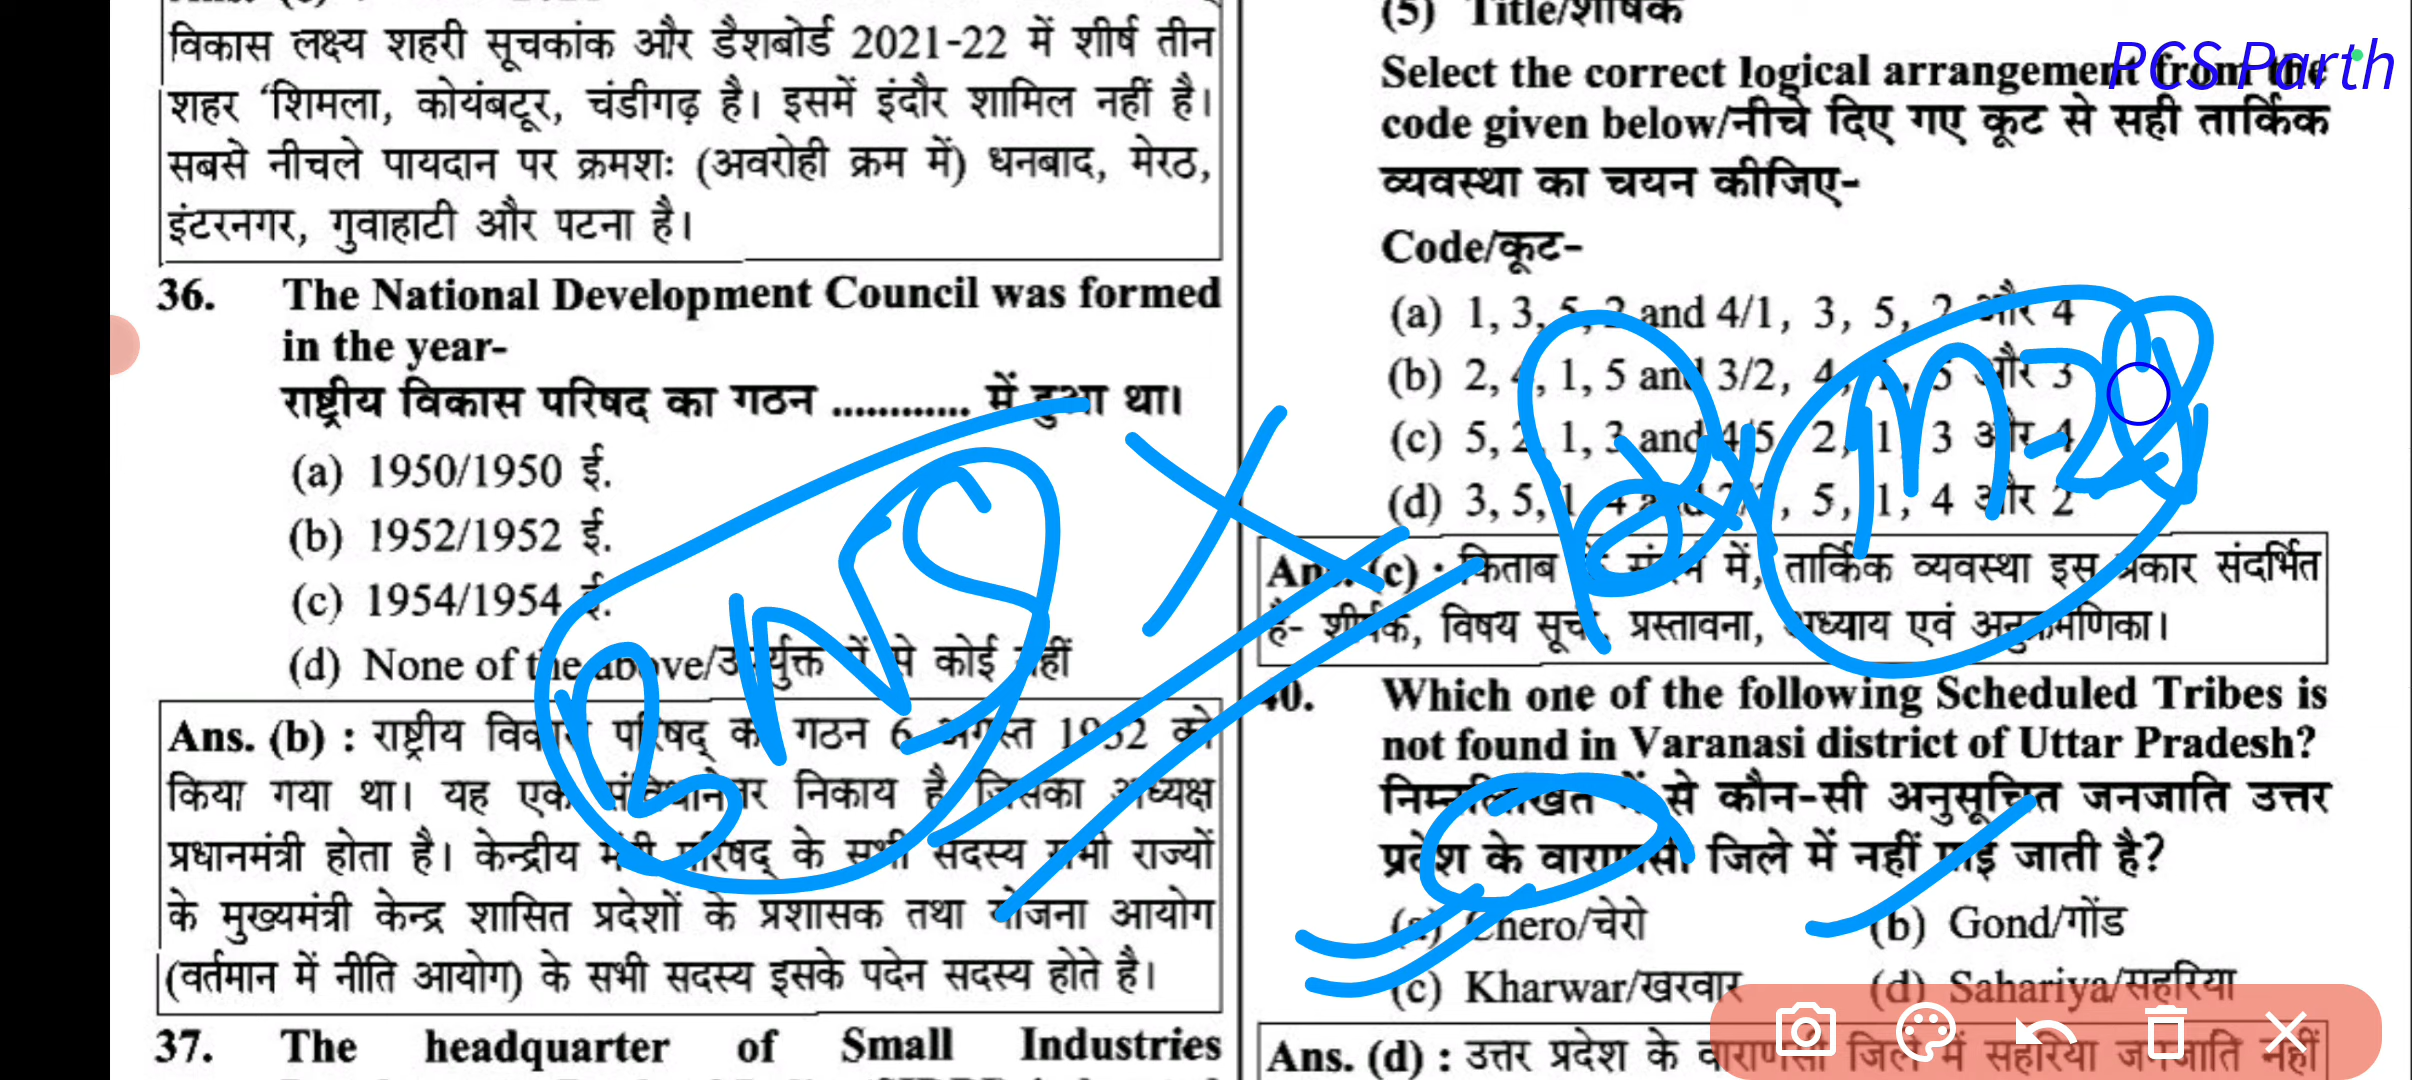 विकास लक्ष्य शहरी सूचकांक और डैशबोर्ड 2021-22 में शीर्ष तीन
शहर ‘शिमला, कोयंबटूर, चंडीगढ़ है। इसमें इंदौर शामिल नहीं है।
सबसे नीचले पायदान पर क्रमशः (अवरोही क्रम में) धनबाद, मेरठ,
इंटरनगर, गुवाहाटी और पटना है।
36. The National Development Council was formed
in the year-
राष्ट्रीय विकास परिषद का गठन ............ में हुआ था।
(a) 1950/1950 ई.
(b) 1952/1952 ई.
(c) 1954/1954 ई.
(d) None of the above/उपर्युक्त में से कोई नहीं
Ans. (b) : राष्ट्रीय विकास परिषद् का गठन 6 अगस्त 1952 को
किया गया था। यह एक संविधानेतर निकाय है जिसका अध्यक्ष
प्रधानमंत्री होता है। केन्द्रीय मंत्री परिषद् के सभी सदस्य सभी राज्यों
के मुख्यमंत्री केन्द्र शासित प्रदेशों के प्रशासक तथा योजना आयोग
(वर्तमान में नीति आयोग) के सभी सदस्य इसके पदेन सदस्य होते है।
37. The headquarter of Small Industries
(5) Title/शीर्षक
PCS Parth
Select the correct logical arrangement from the
code given below/नीचे दिए गए कूट से सही तार्किक
व्यवस्था का चयन कीजिए-
Code/कूट-
(a) 1, 3, 5, 2 and 4/1, 3, 5, 2 और 4
(b) 2, 4, 1, 5 and 3/2, 4, 1, 5 और 3
(c) 5, 2, 1, 3 and 4/5, 2, 1, 3 और 4
(d) 3, 5, 1, 4 and 2/3, 5, 1, 4 और 2
Ans. (c) : किताब के संदर्भ में, तार्किक व्यवस्था इस प्रकार संदर्भित
है- शीर्षक, विषय सूची, प्रस्तावना, अध्याय एवं अनुक्रमणिका।
40. Which one of the following Scheduled Tribes is
not found in Varanasi district of Uttar Pradesh?
निम्नलिखित में से कौन-सी अनुसूचित जनजाति उत्तर
प्रदेश के वाराणसी जिले में नहीं पाई जाती है?
(a) Chero/चेरो (b) Gond/गोंड
(c) Kharwar/खरवार (d) Sahariya/सहरिया
Ans. (d) : उत्तर प्रदेश के वाराणसी जिले में सहरिया जनजाति नहीं